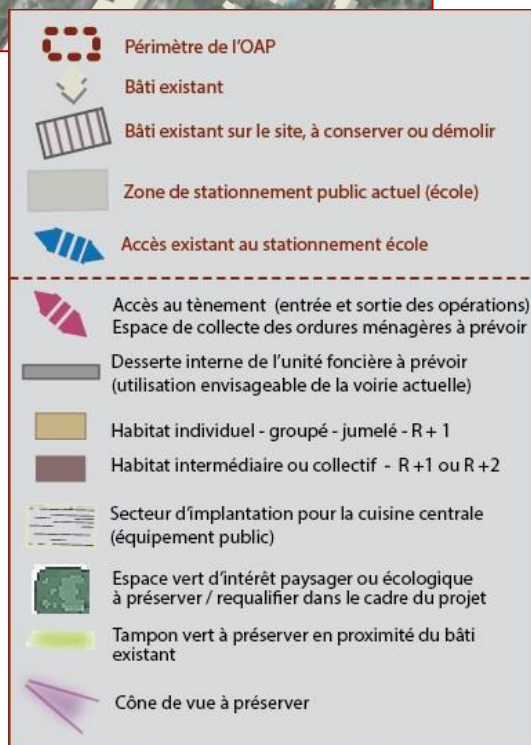 Périmètre de l'OAP
Bâti existant
Bâti existant sur le site, à conserver ou démolir
Zone de stationnement public actuel (école)
Accès existant au stationnement école
Accès au tènement (entrée et sortie des opérations)
Espace de collecte des ordures ménagères à prévoir
Desserte interne de l'unité foncière à prévoir
(utilisation envisageable de la voirie actuelle)
Habitat individuel - groupé - jumelé - R + 1
Habitat intermédiaire ou collectif - R +1 ou R +2
Secteur d'implantation pour la cuisine centrale
(équipement public)
Espace vert d'intérêt paysager ou écologique
à préserver / requalifier dans le cadre du projet
Tampon vert à préserver en proximité du bâti
existant
Cône de vue à préserver